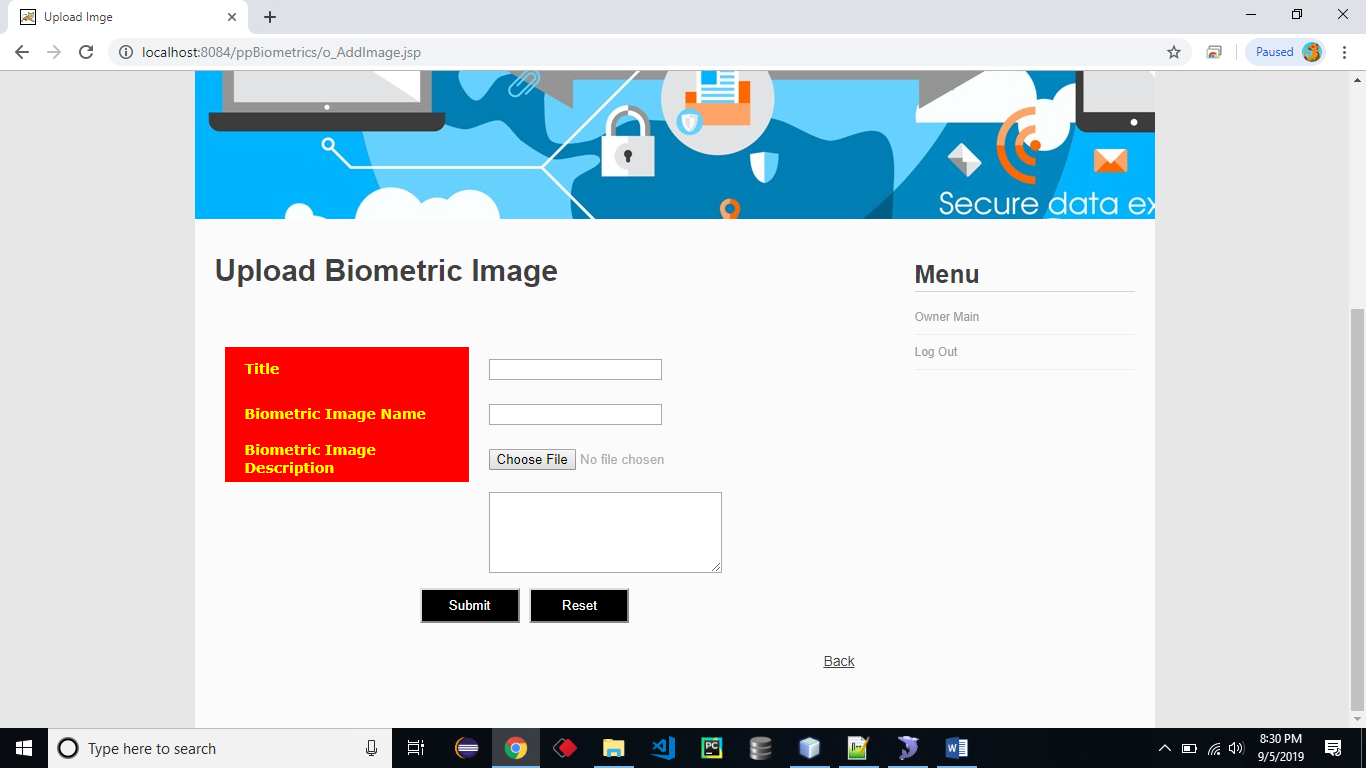 Upload Imge
localhost:8084/ppBiometrics/o_AddImage.jsp
Paused
Secure data ex
Upload Biometric Image
Menu
Owner Main
Log Out
Title
Biometric Image Name
Biometric Image
Description
Choose File No file chosen
Submit
Reset
Back
Type here to search
PC
W
8:30 PM
9/5/2019